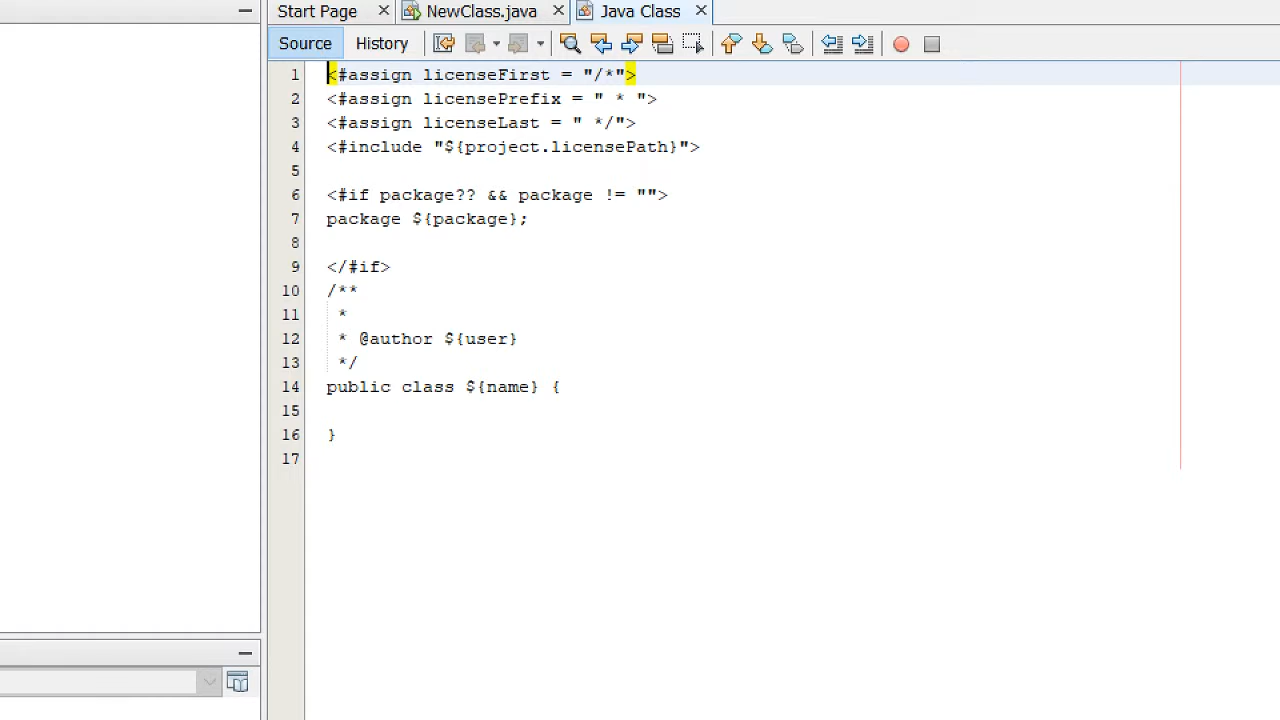 Start Page NewClass.java Java Class
Source History
1 <#assign licenseFirst = "/*">
2 <#assign licensePrefix = " * ">
3 <#assign licenseLast = " */">
4 <#include "${project.licensePath}">
5
6 <#if package?? && package != "">
7 package ${package};
8
9 </#if>
10 /**
11  *
12  * @author ${user}
13  */
14 public class ${name} {
15
16 }
17